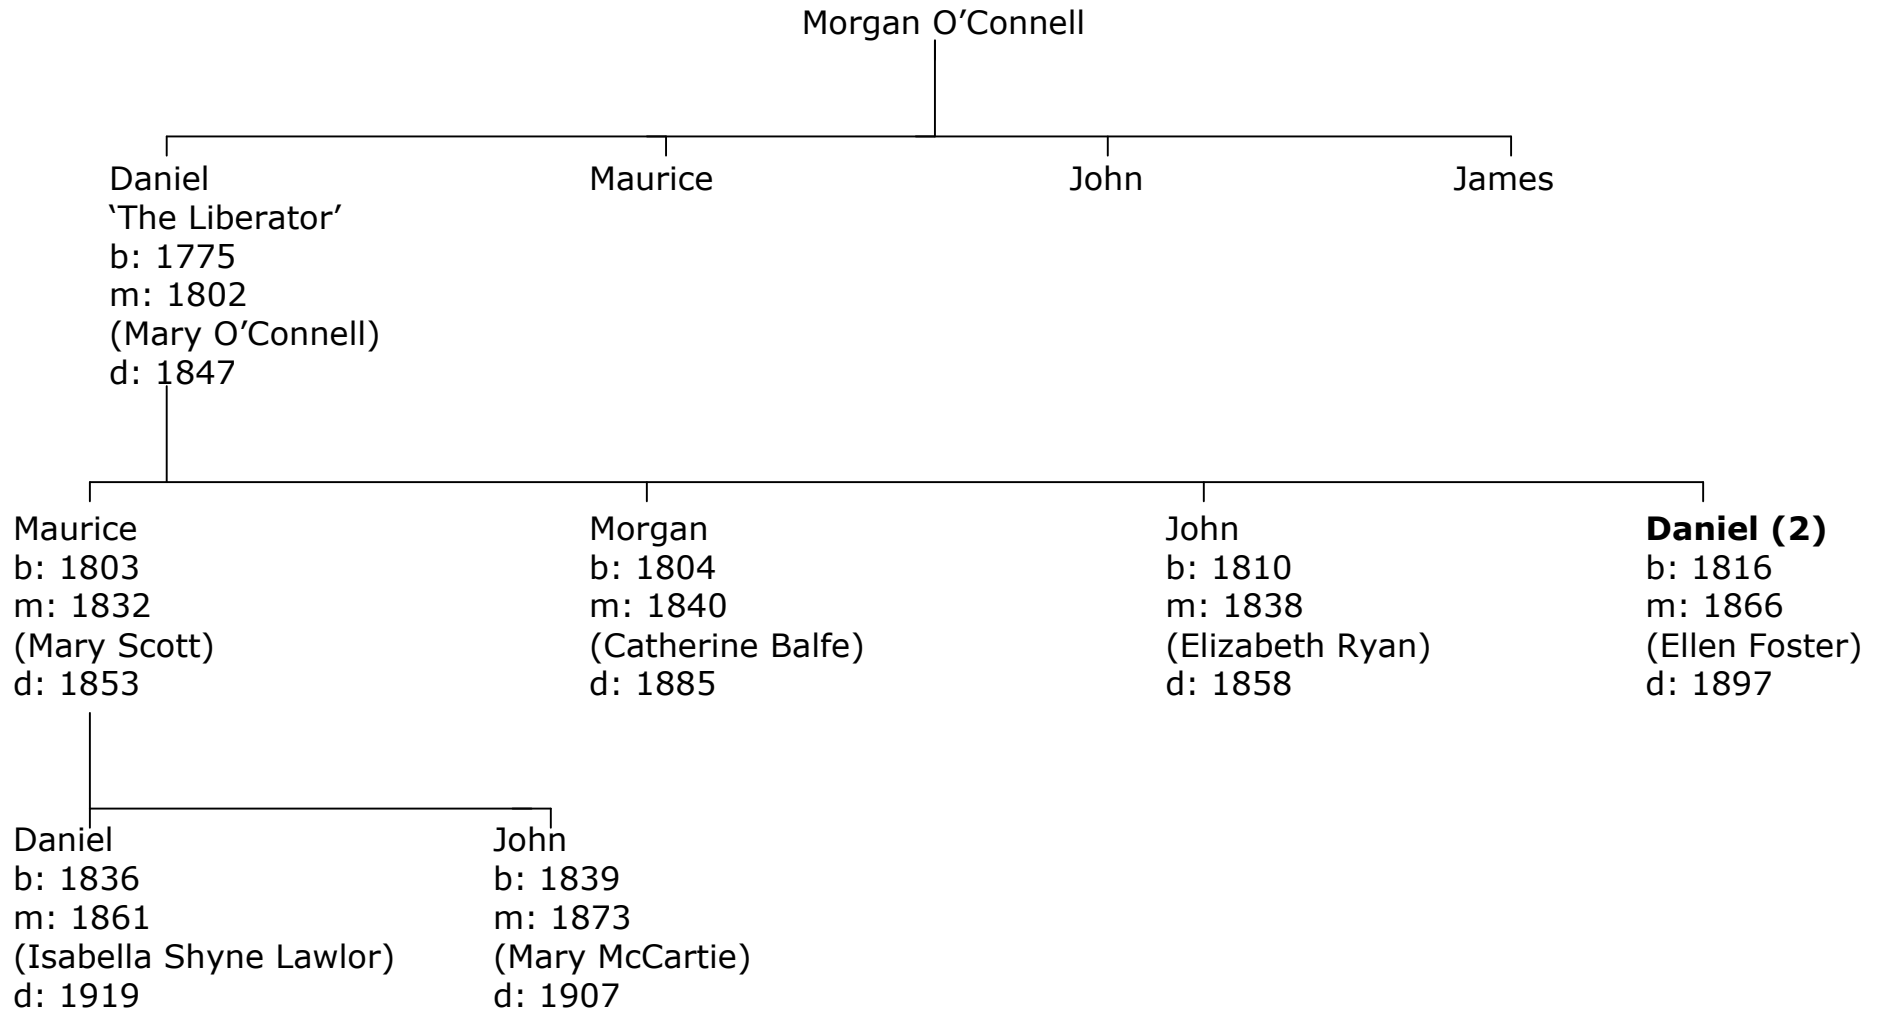 Morgan O’Connell
Daniel
‘The Liberator’
b: 1775
m: 1802
(Mary O’Connell)
d: 1847
Maurice
John
James
Maurice
b: 1803
m: 1832
(Mary Scott)
d: 1853
Morgan
b: 1804
m: 1840
(Catherine Balfe)
d: 1885
John
b: 1810
m: 1838
(Elizabeth Ryan)
d: 1858
Daniel (2)
b: 1816
m: 1866
(Ellen Foster)
d: 1897
Daniel
b: 1836
m: 1861
(Isabella Shyne Lawlor)
d: 1919
John
b: 1839
m: 1873
(Mary McCartie)
d: 1907